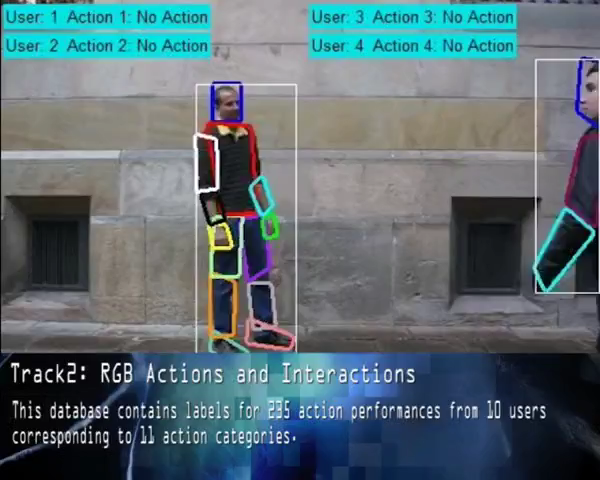 User: 1 Action 1: No Action
User: 3 Action 3: No Action
User: 2 Action 2: No Action
User: 4 Action 4: No Action
Track2: RGB Actions and Interactions
This database contains labels for 235 action performances from 10 users
corresponding to 11 action categories.